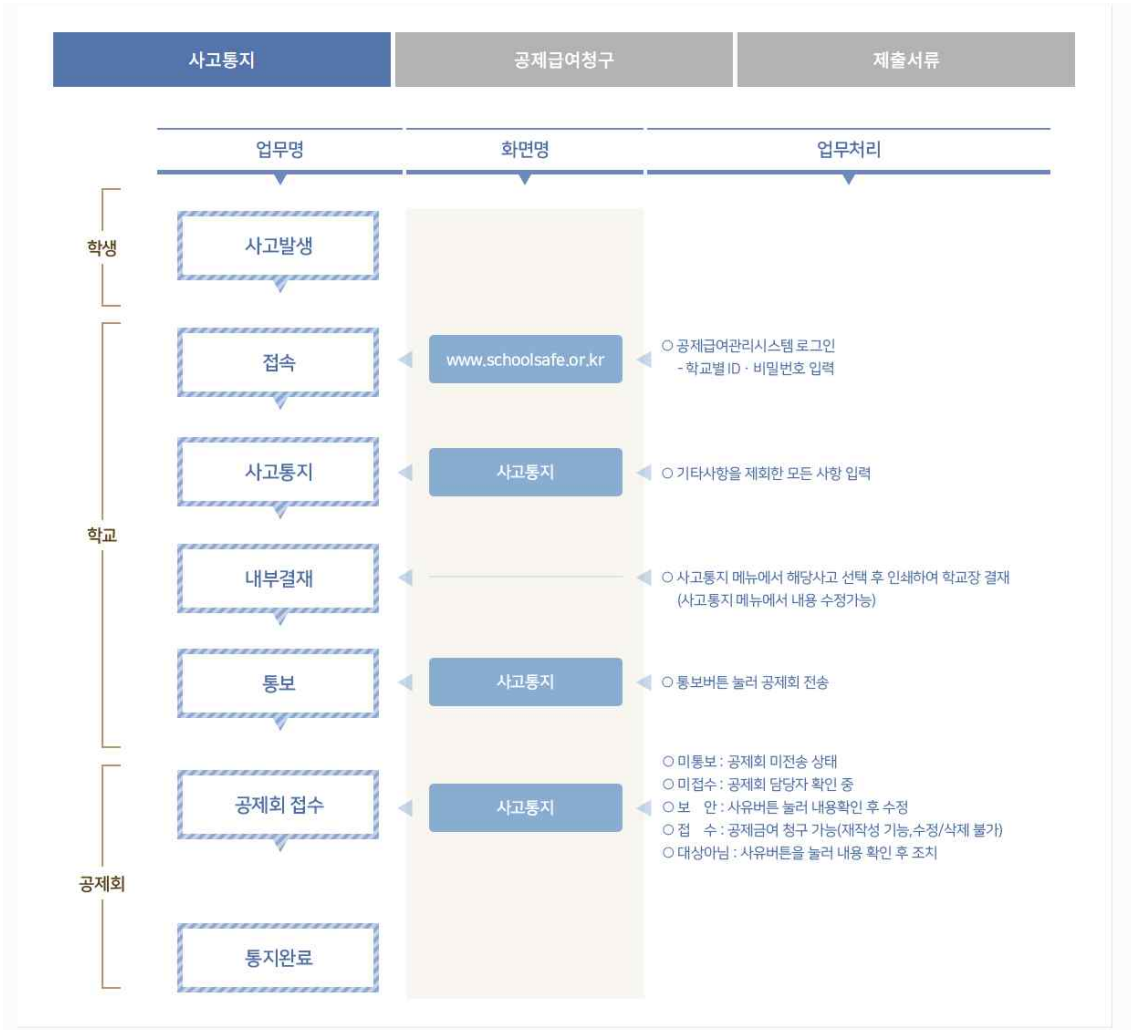 사고통지
공제급여청구
제출서류
업무명
화면명
업무처리
학생
사고발생
학교
접속
www.schoolsafe.or.kr
○ 공제급여관리시스템 로그인
- 학교별 ID · 비밀번호 입력
사고통지
사고통지
○ 기타사항을 제회한 모든 사항 입력
내부결재
○ 사고통지 메뉴에서 해당사고 선택 후 인쇄하여 학교장 결재
(사고통지 메뉴에서 내용 수정가능)
통보
사고통지
○ 통보버튼 눌러 공제회 전송
공제회
공제회 접수
사고통지
○ 미통보 : 공제회 미전송 상태
○ 미접수 : 공제회 담당자 확인 중
○ 보 안 : 사유버튼 눌러 내용확인 후 수정
○ 접 수 : 공제급여 청구 가능(재작성 기능,수정/삭제 불가)
○ 대상아님 : 사유버튼을 눌러 내용 확인 후 조치
통지완료